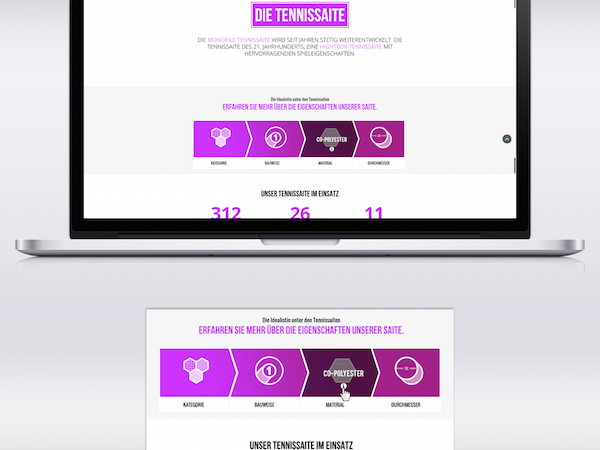 DIE TENNISSAITE
DIE MONOFILE TENNISSAITE WIRD SEIT JAHREN STETIG WEITERENTWICKELT. DIE
TENNISSAITE DES 21. JAHRHUNDERTS; EINE HIGHTECH-TENNISSAITE MIT
HERVORRAGENDEN SPIELEIGENSCHAFTEN.
Die Idealistin unter den Tennissaiten
ERFAHREN SIE MEHR ÜBER DIE EIGENSCHAFTEN UNSERER SAITE.
1
CO-POLYESTER
KATEGORIE BAUWEISE MATERIAL DURCHMESSER
UNSER TENNISSAITE IM EINSATZ
312 26 11
Die Idealistin unter den Tennissaiten
ERFAHREN SIE MEHR ÜBER DIE EIGENSCHAFTEN UNSERER SAITE.
1
CO-POLYESTER
KATEGORIE BAUWEISE MATERIAL DURCHMESSER
UNSER TENNISSAITE IM EINSATZ